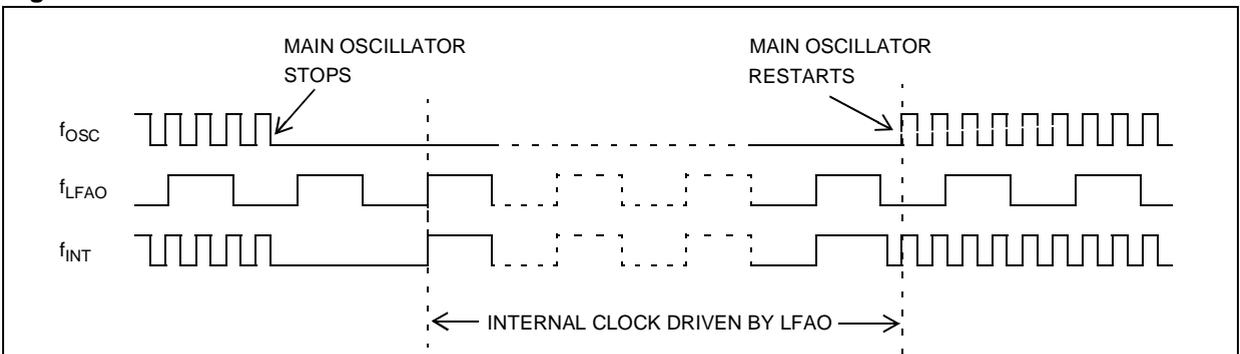 MAIN OSCILLATOR
STOPS
MAIN OSCILLATOR
RESTARTS
fOSC
fLFAO
fINT
INTERNAL CLOCK DRIVEN BY LFAO